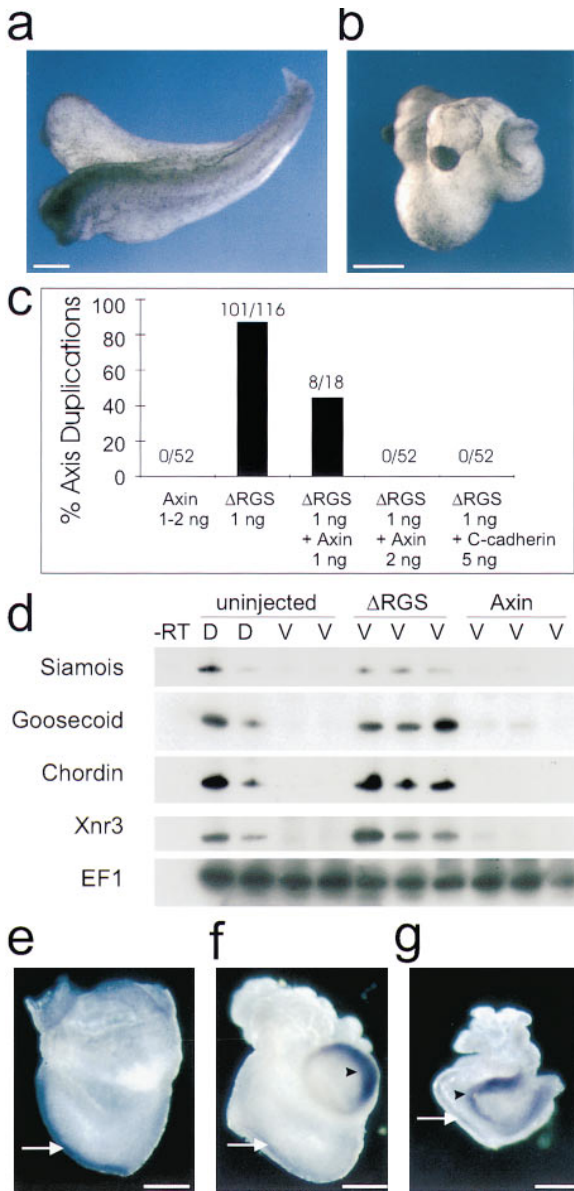 a
b
c
% Axis Duplications
100
80
60
40
20
0
0/52
101/116
8/18
0/52
0/52
Axin
1-2 ng
ΔRGS
1 ng
ΔRGS
1 ng
+ Axin
1 ng
ΔRGS
1 ng
+ Axin
2 ng
ΔRGS
1 ng
+ C-cadherin
5 ng
d
uninjected ΔRGS Axin
-RT D D V V V V V V V V
Siamois
Goosecoid
Chordin
Xnr3
EF1
e
f
g